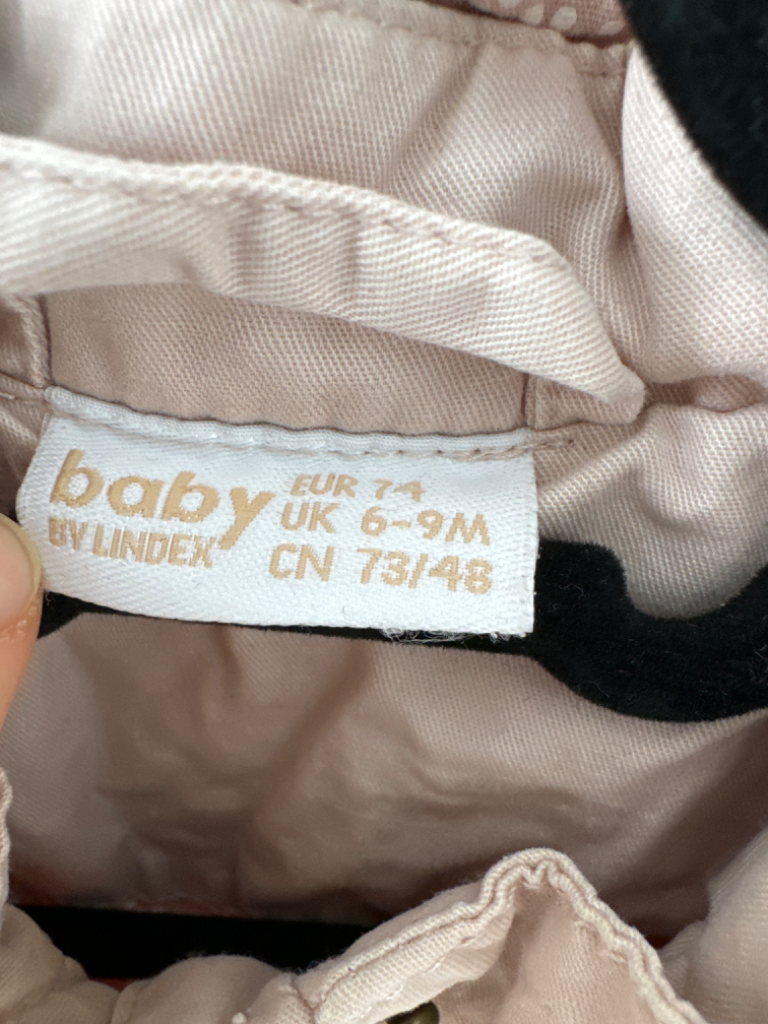 baby
BY LINDEX
EUR 74
UK 6-9M
CN 73/48